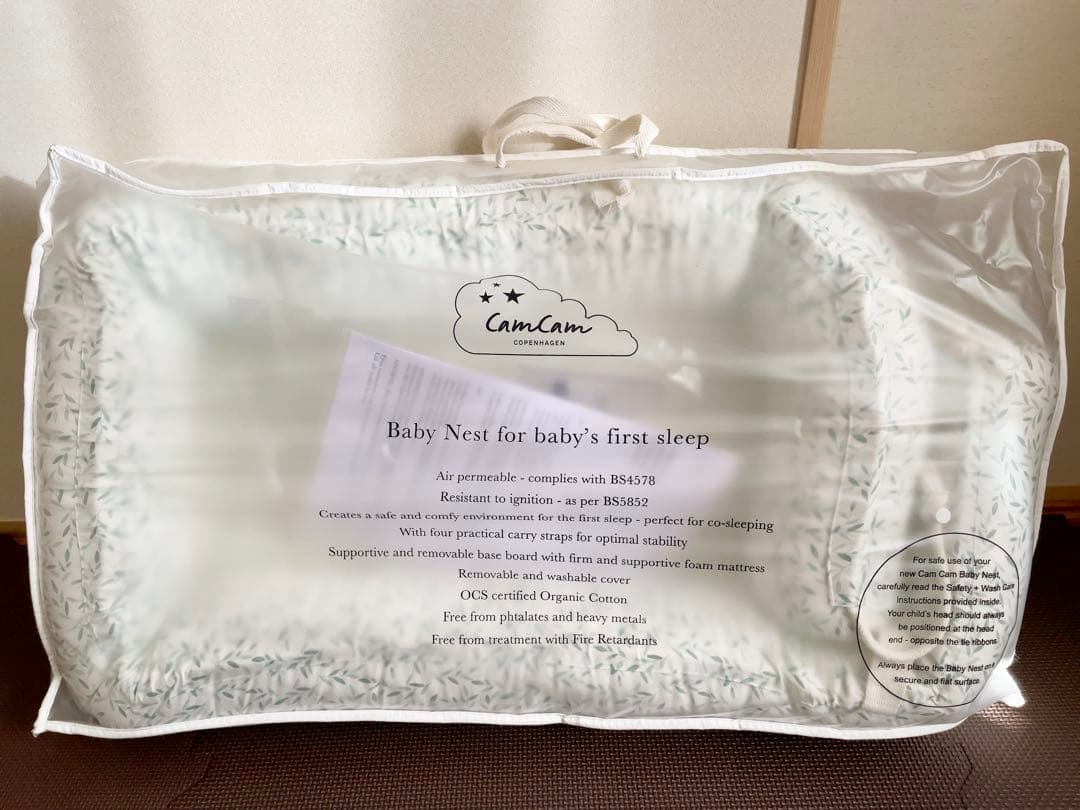 CamCam
COPENHAGEN
Baby Nest for baby's first sleep
Air permeable - complies with BS4578
Resistant to ignition - as per BS5852
Creates a safe and comfy environment for the first sleep - perfect for co-sleeping
With four practical carry straps for optimal stability
Supportive and removable base board with firm and supportive foam mattress
Removable and washable cover
OCS certified Organic Cotton
Free from phtalates and heavy metals
Free from treatment with Fire Retardants
For safe use of your
new Cam Cam Baby Nest,
carefully read the Safety + Wash Care
instructions provided inside.
Your child's head should always
be positioned at the head
end - opposite the tie ribbons.
Always place the Baby Nest on a
secure and flat surface.